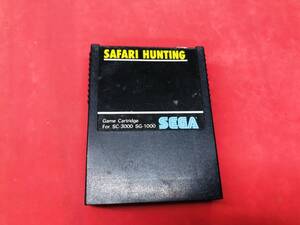 SAFARI HUNTING
Game Cartridge
For SC-3000 SG-1000
SEGA